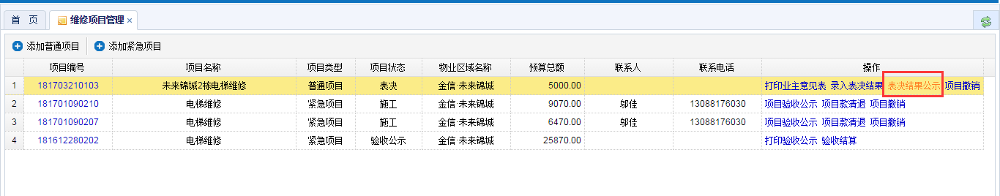 首 页 维修项目管理 ×
添加普通项目 添加紧急项目
项目编号 项目名称 项目类型 项目状态 物业区域名称 预算总额 联系人 联系电话 操作
1 181703210103 未来锦城2栋电梯维修 普通项目 表决 金信·未来锦城 5000.00 打印业主意见表 录入表决结果 表决结果公示 项目撤销
2 181701090210 电梯维修 紧急项目 施工 金信·未来锦城 9070.00 邬佳 13088176030 项目验收公示 项目款清退 项目撤销
3 181701090207 电梯维修 紧急项目 施工 金信·未来锦城 6470.00 邬佳 13088176030 项目验收公示 项目款清退 项目撤销
4 181612280202 电梯维修 紧急项目 验收公示 金信·未来锦城 25870.00 打印验收公示 验收结算